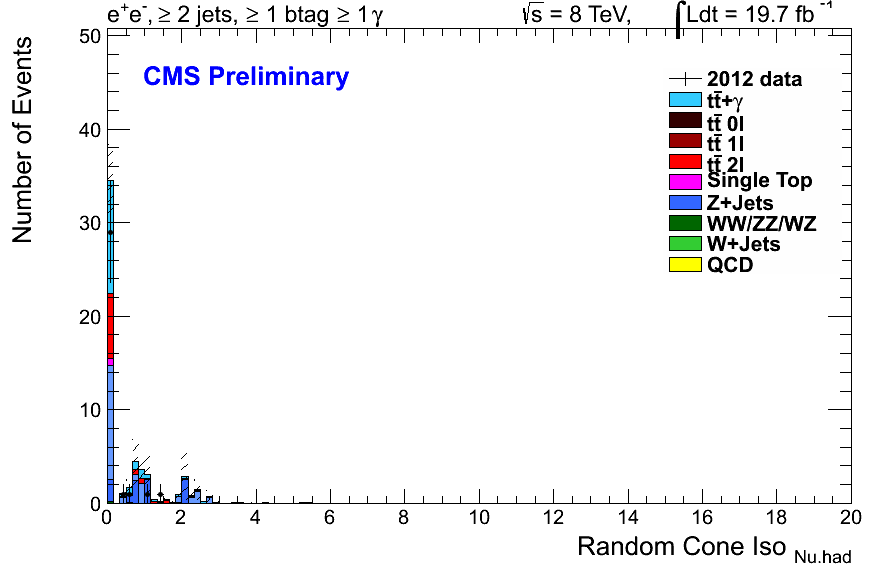 e⁺e⁻, ≥ 2 jets, ≥ 1 btag ≥ 1 γ √s = 8 TeV, ∫Ldt = 19.7 fb⁻¹
Number of Events
CMS Preliminary
2012 data
tt̄+γ
tt̄ 0l
tt̄ 1l
tt̄ 2l
Single Top
Z+Jets
WW/ZZ/WZ
W+Jets
QCD
50
40
30
20
10
0
0 2 4 6 8 10 12 14 16 18 20
Random Cone Iso Nu.had